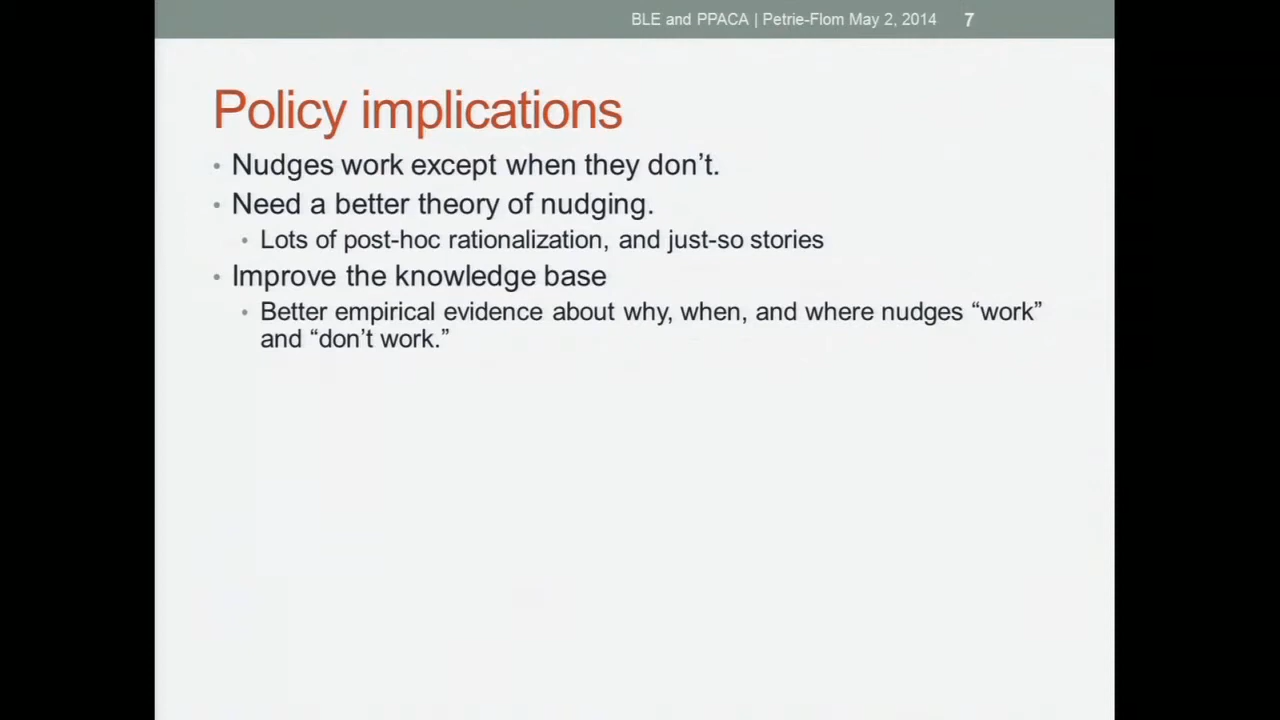 BLE and PPACA | Petrie-Flom May 2, 2014 7
Policy implications
• Nudges work except when they don’t.
• Need a better theory of nudging.
• Lots of post-hoc rationalization, and just-so stories
• Improve the knowledge base
• Better empirical evidence about why, when, and where nudges “work”
and “don’t work.”